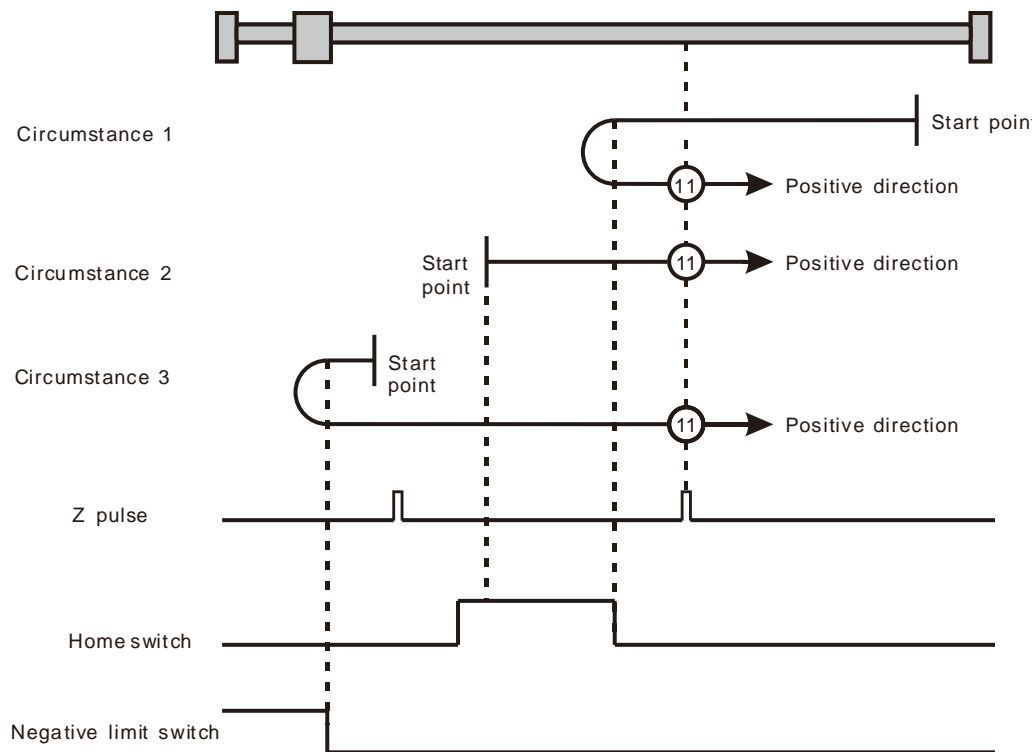 Circumstance 1
Start point
11
Positive direction
Circumstance 2
Start
point
11
Positive direction
Circumstance 3
Start
point
11
Positive direction
Z pulse
Home switch
Negative limit switch